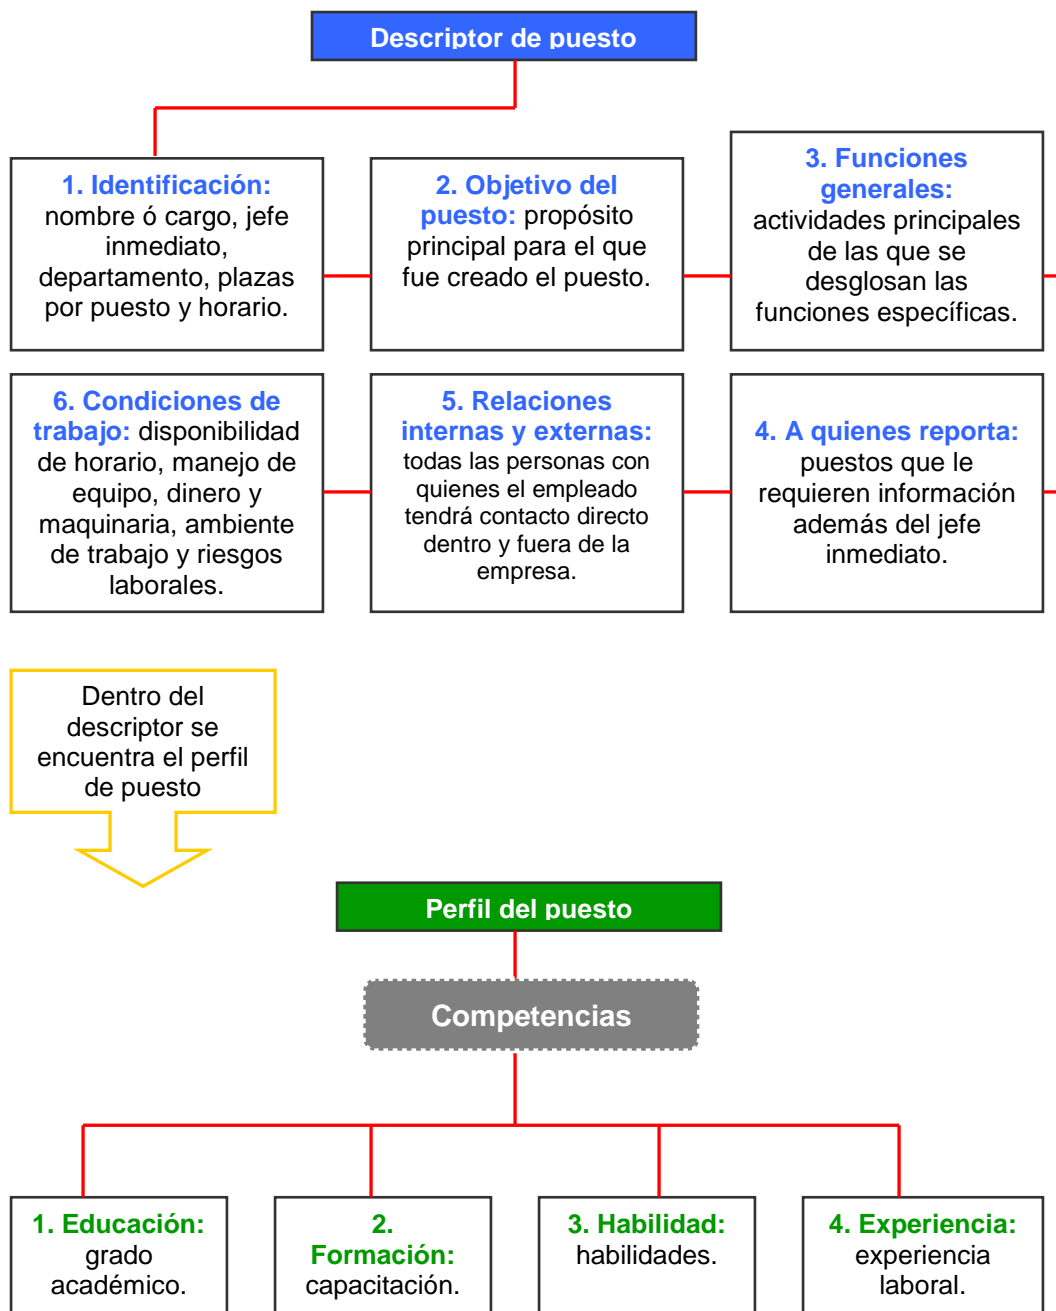 Descriptor de puesto
1. Identificación:
nombre ó cargo, jefe
inmediato,
departamento, plazas
por puesto y horario.
2. Objetivo del
puesto: propósito
principal para el que
fue creado el puesto.
3. Funciones
generales:
actividades principales
de las que se
desglosan las
funciones específicas.
6. Condiciones de
trabajo: disponibilidad
de horario, manejo de
equipo, dinero y
maquinaria, ambiente
de trabajo y riesgos
laborales.
5. Relaciones
internas y externas:
todas las personas con
quienes el empleado
tendrá contacto directo
dentro y fuera de la
empresa.
4. A quienes reporta:
puestos que le
requieren información
además del jefe
inmediato.
Dentro del
descriptor se
encuentra el perfil
de puesto
Perfil del puesto
Competencias
1. Educación:
grado
académico.
2.
Formación:
capacitación.
3. Habilidad:
habilidades.
4. Experiencia:
experiencia
laboral.